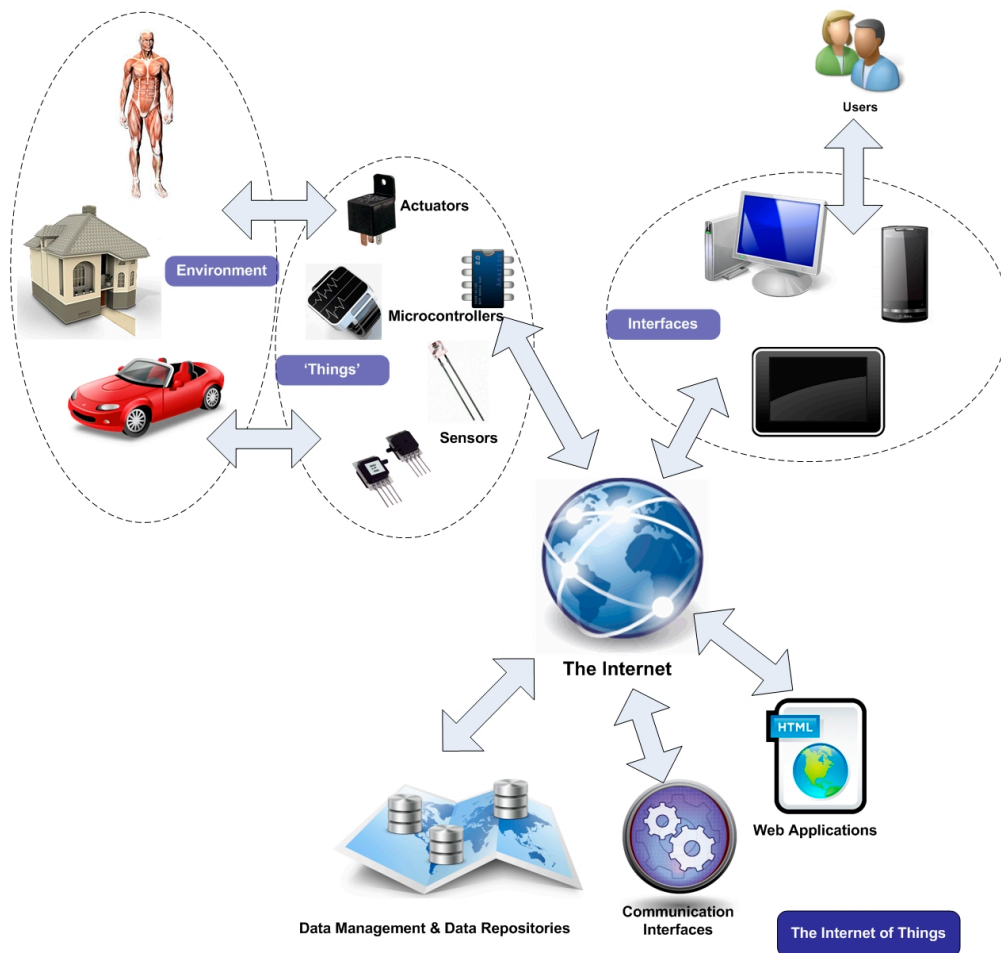 Users
Actuators
Environment
Microcontrollers
Interfaces
'Things'
Sensors
The Internet
HTML
Web Applications
Data Management & Data Repositories
Communication
Interfaces
The Internet of Things